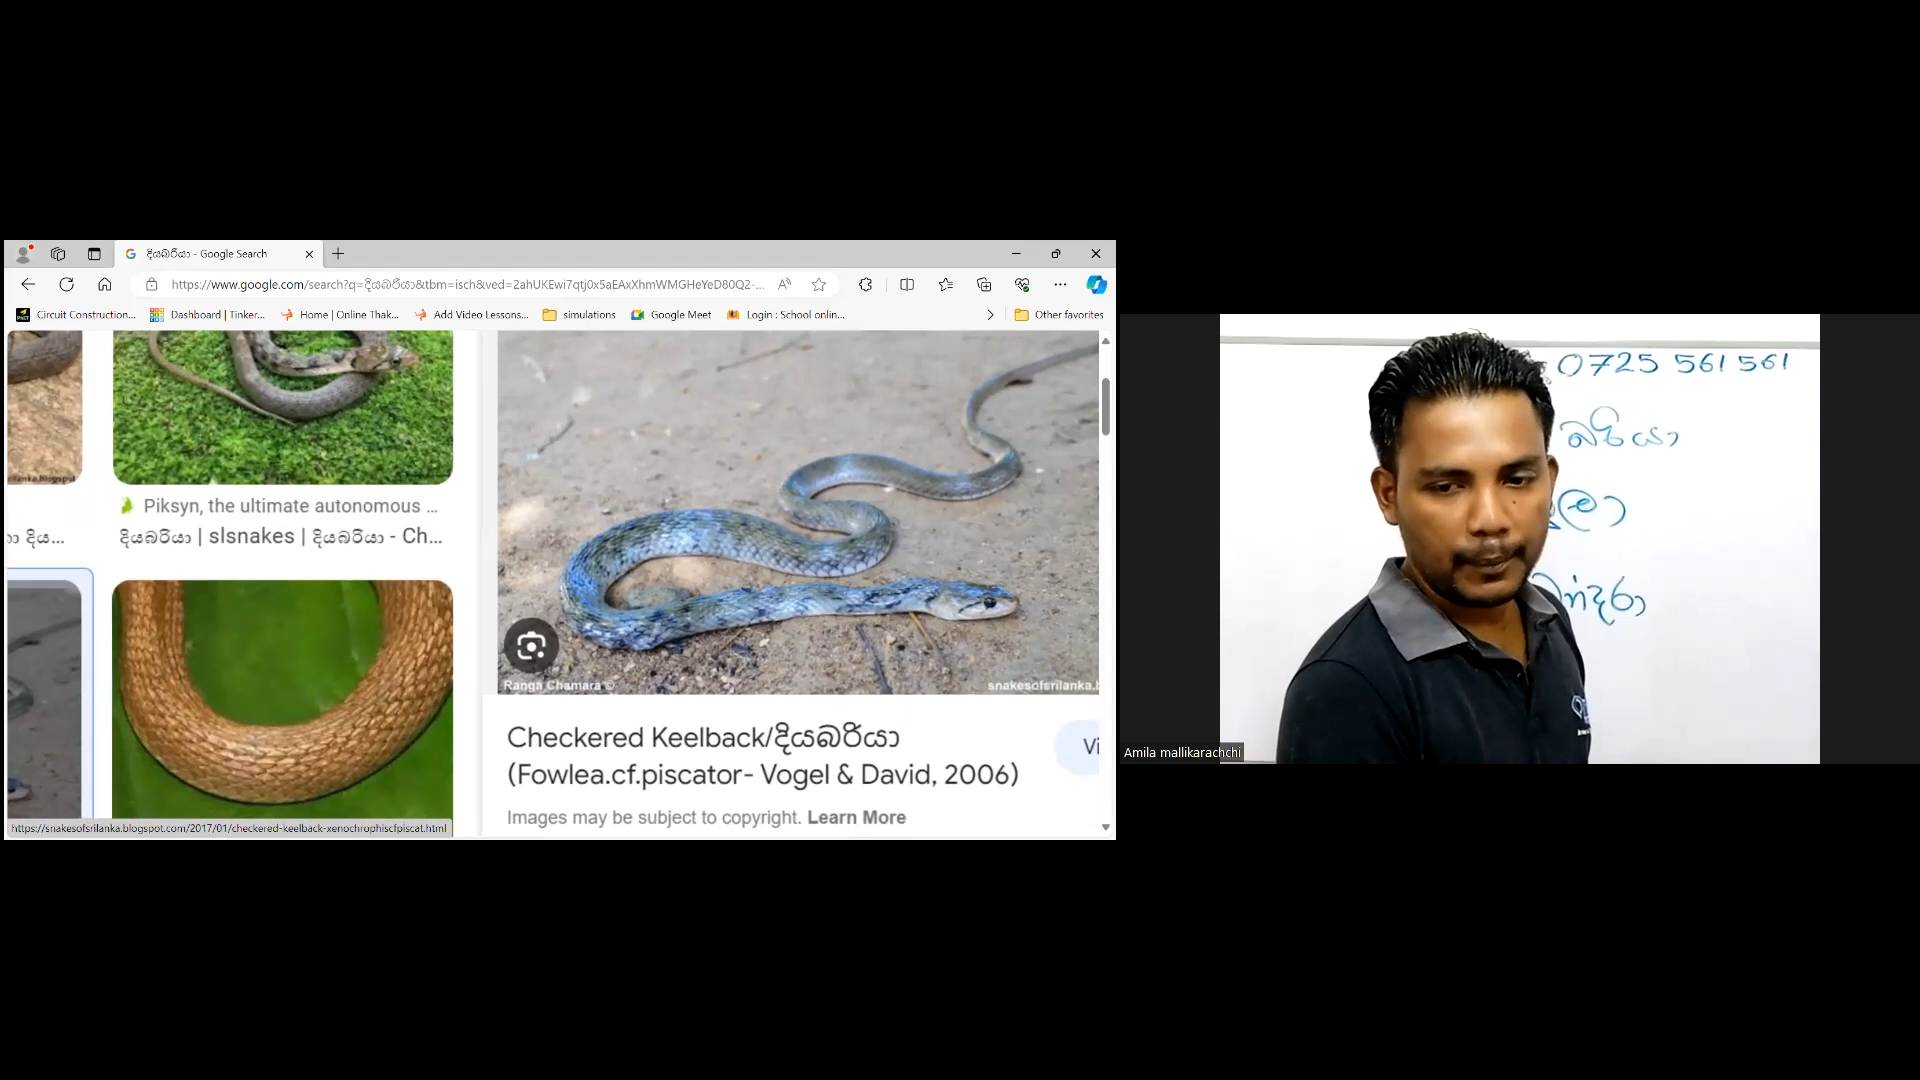 දියබරියා - Google Search
https://www.google.com/search?q=දියබරියා&tbm=isch&ved=2ahUKEwi7qtj0x5aEAxXhmWMGHeYeD80Q2-...
Circuit Construction...
Dashboard | Tinker...
Home | Online Thak...
Add Video Lessons...
simulations
Google Meet
Login : School onlin...
Other favorites
Piksyn, the ultimate autonomous ...
දිය...
දියබරියා | slsnakes | දියබරියා - Ch...
Ranga Chamara ©
snakesofsrilanka.b
Checkered Keelback/දියබරියා
(Fowlea.cf.piscator- Vogel & David, 2006)
Vi
Images may be subject to copyright. Learn More
https://snakesofsrilanka.blogspot.com/2017/01/checkered-keelback-xenochrophiscfpiscat.html
0725 561 561
බරියා
Amila mallikarachchi